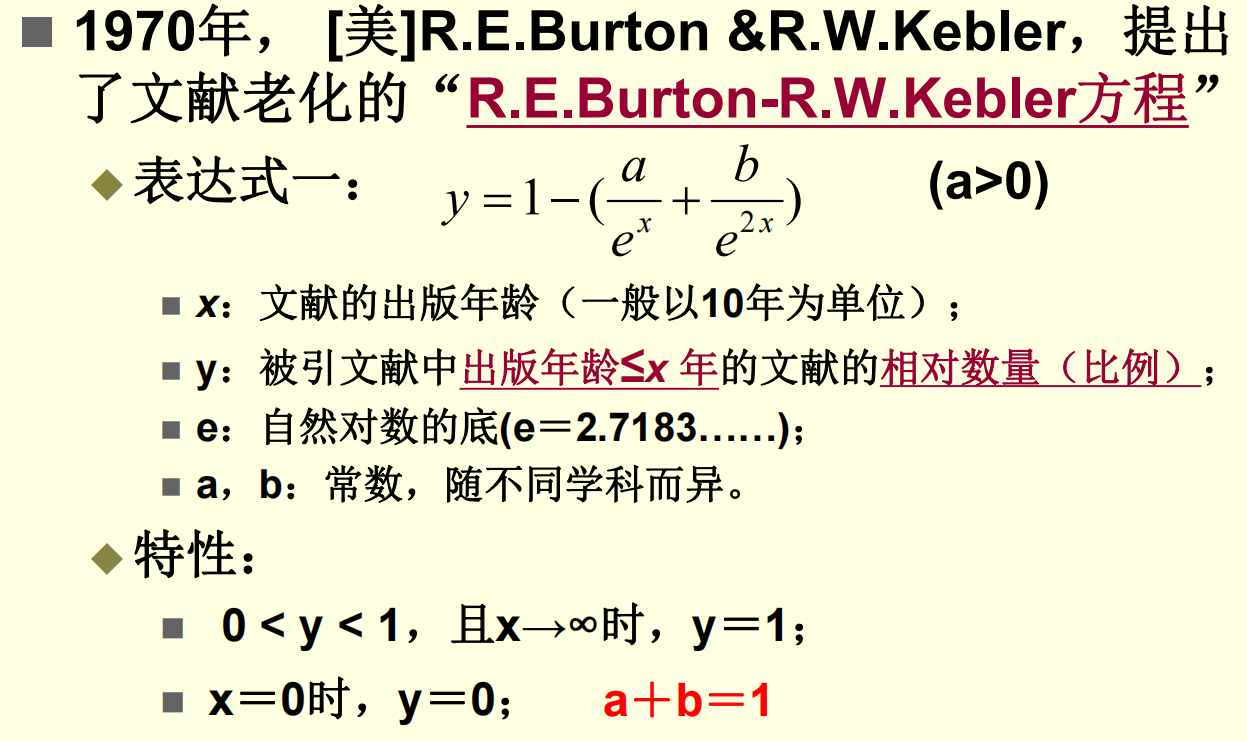 1970年， [美]R.E.Burton &R.W.Kebler，提出
了文献老化的“R.E.Burton-R.W.Kebler方程”
表达式一： y = 1 − (a/e^x + b/e^{2x}) (a>0)
x：文献的出版年龄（一般以10年为单位）；
y：被引文献中出版年龄≤x 年的文献的相对数量（比例）；
e：自然对数的底(e＝2.7183……)；
a，b：常数，随不同学科而异。
特性：
0 < y < 1，且x→∞时，y＝1；
x＝0时，y＝0； a＋b＝1